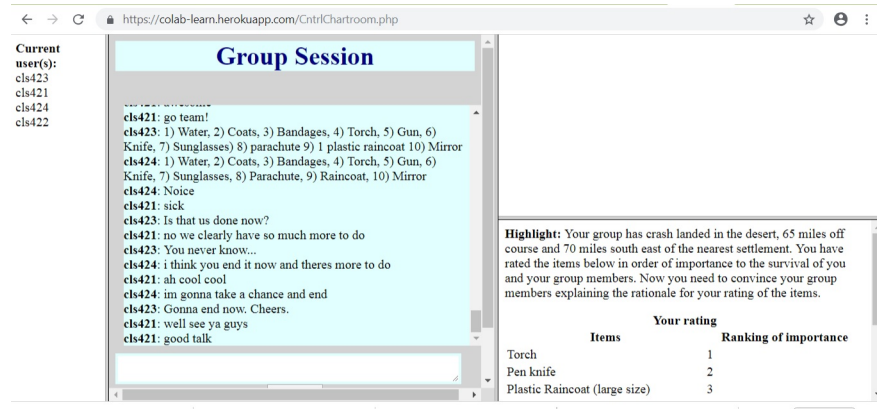 https://colab-learn.herokuapp.com/CntrlChartroom.php
Current
user(s):
cls423
cls421
cls424
cls422
Group Session
cls421: go team!
cls423: 1) Water, 2) Coats, 3) Bandages, 4) Torch, 5) Gun, 6)
Knife, 7) Sunglasses) 8) parachute 9) 1 plastic raincoat 10) Mirror
cls424: 1) Water, 2) Coats, 3) Bandages, 4) Torch, 5) Gun, 6)
Knife, 7) Sunglasses, 8) Parachute, 9) Raincoat, 10) Mirror
cls424: Noice
cls421: sick
cls423: Is that us done now?
cls421: no we clearly have so much more to do
cls423: You never know...
cls424: i think you end it now and theres more to do
cls421: ah cool cool
cls424: im gonna take a chance and end
cls423: Gonna end now. Cheers.
cls421: well see ya guys
cls421: good talk
Highlight: Your group has crash landed in the desert, 65 miles off
course and 70 miles south east of the nearest settlement. You have
rated the items below in order of importance to the survival of you
and your group members. Now you need to convince your group
members explaining the rationale for your rating of the items.
Your rating
Items Ranking of importance
Torch 1
Pen knife 2
Plastic Raincoat (large size) 3